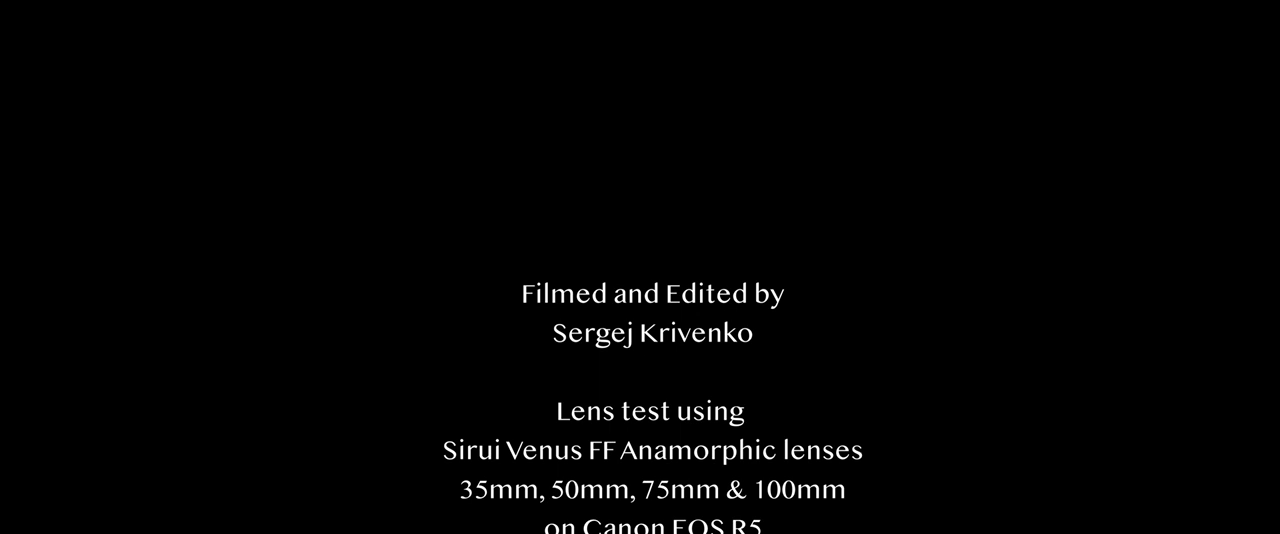 Filmed and Edited by
Sergej Krivenko
Lens test using
Sirui Venus FF Anamorphic lenses
35mm, 50mm, 75mm & 100mm
on Canon EOS R5